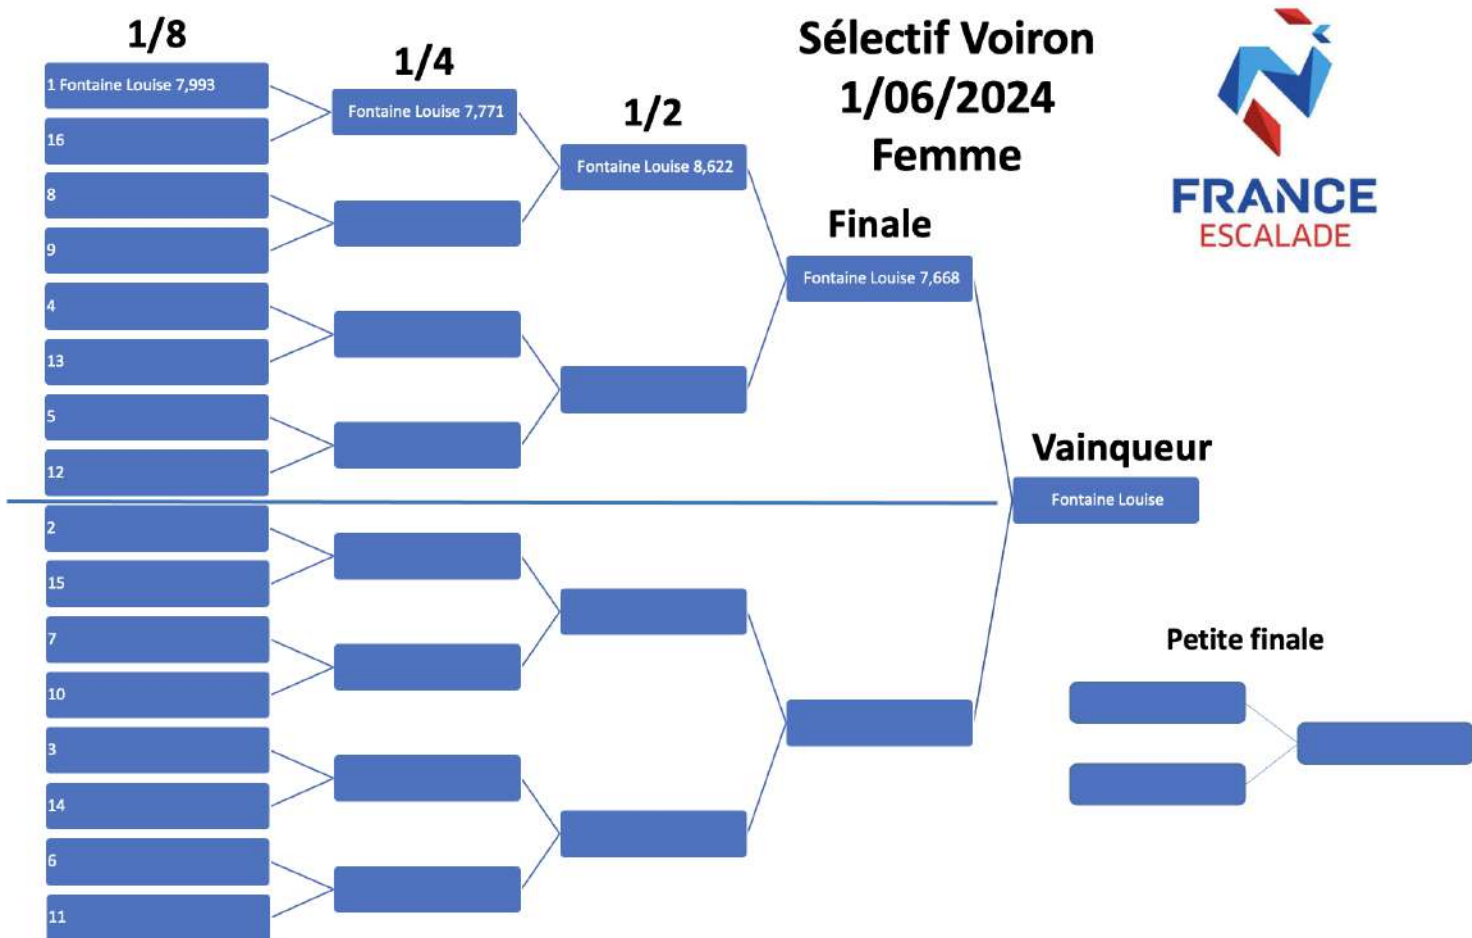 1/8
1/4
1/2
Sélectif Voiron
1/06/2024
Femme
FRANCE
ESCALADE
1 Fontaine Louise 7,993
16
8
9
4
13
5
12
2
15
7
10
3
14
6
11
Fontaine Louise 7,771
Fontaine Louise 8,622
Finale
Fontaine Louise 7,668
Vainqueur
Fontaine Louise
Petite finale